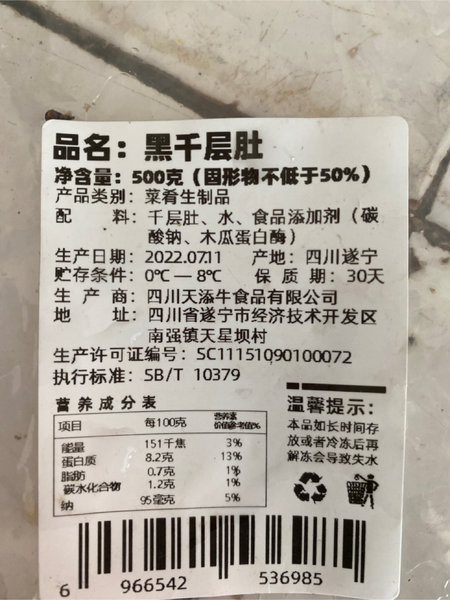 品名：黑千层肚
净含量：500克（固形物不低于50%）
产品类别：菜肴生制品
配 料：千层肚、水、食品添加剂（碳
酸钠、木瓜蛋白酶）
生产日期：2022.07.11 产地：四川遂宁
贮存条件：0℃—8℃ 保质期：30天
生产商：四川天添牛食品有限公司
地 址：四川省遂宁市经济技术开发区
南强镇天星坝村
生产许可证编号：SC11151090100072
执行标准：SB/T 10379
营养成分表
项目 每100克 营养素参考值%
能量 151千焦 3%
蛋白质 8.2克 13%
脂肪 0.7克 1%
碳水化合物 1.2克 1%
钠 95毫克 5%
温馨提示：
本品如长时间存
放或者冷冻后再
解冻会导致失水
6 966542 536985